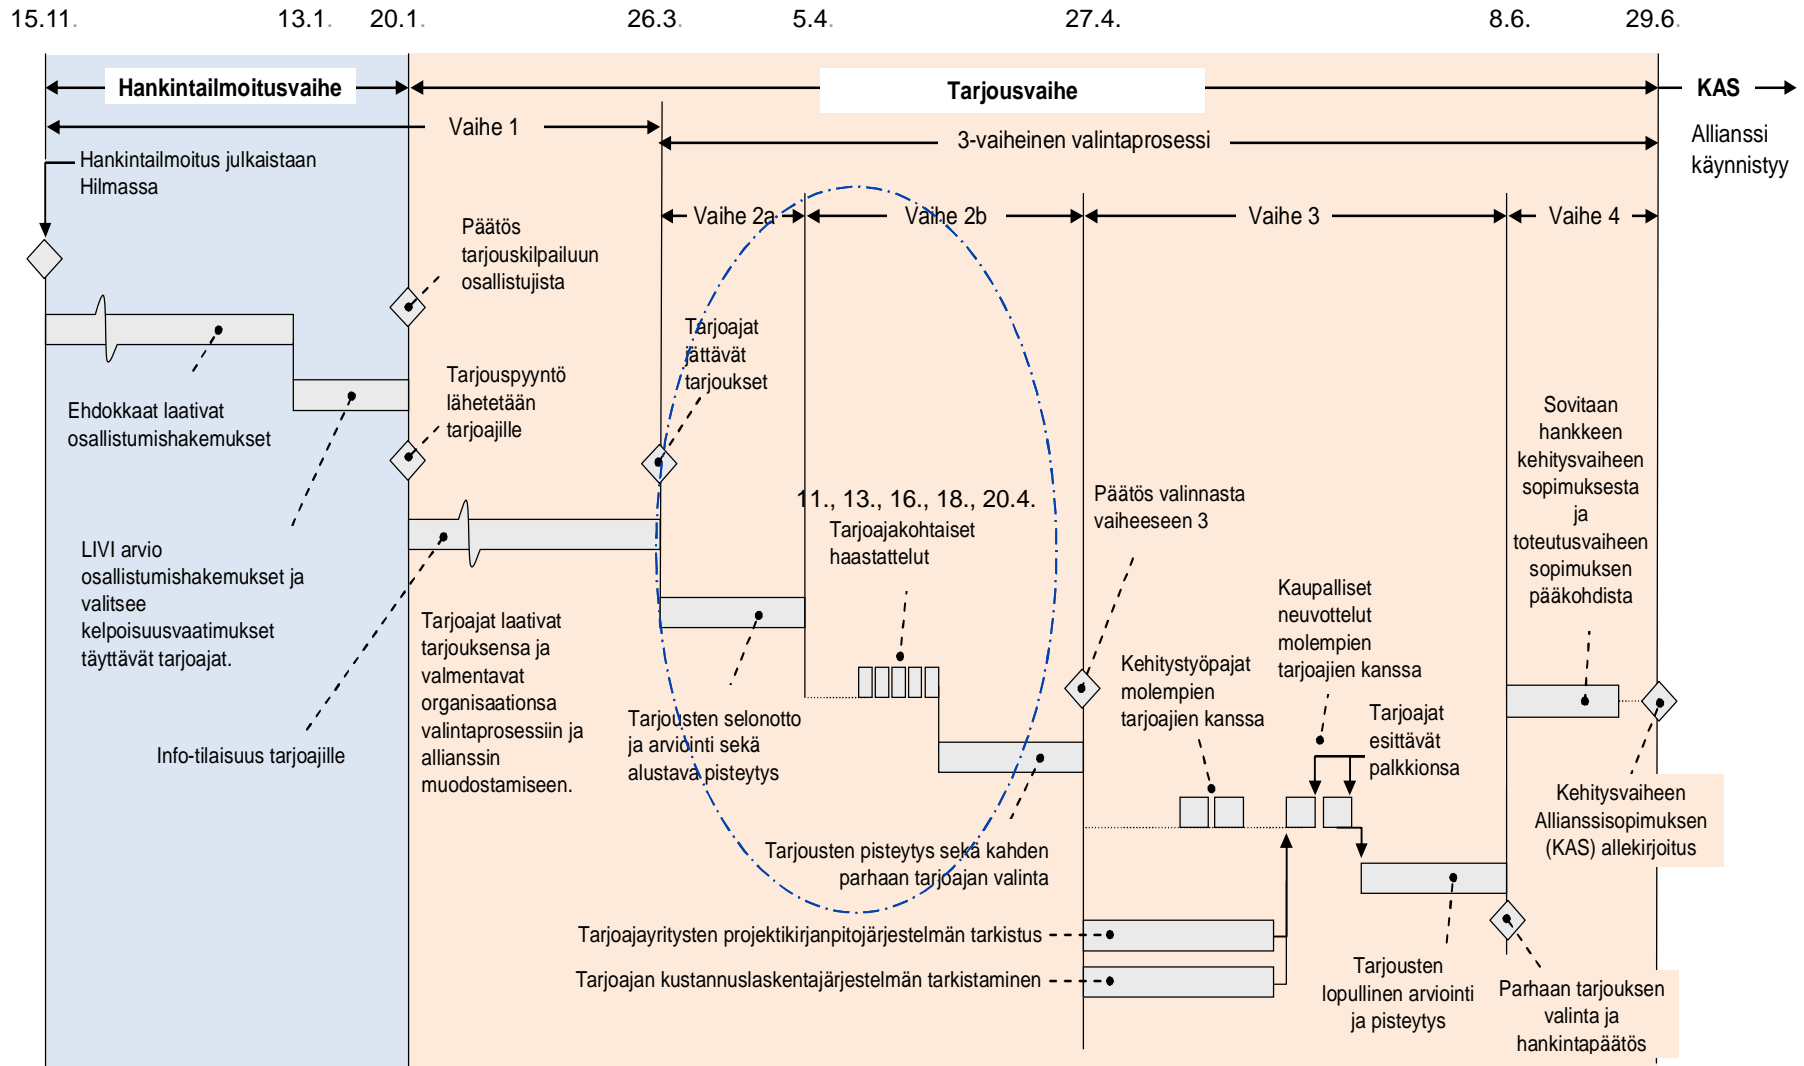 15.11.
13.1.
20.1.
26.3.
5.4.
27.4.
8.6.
29.6.
Hankintailmoitusvaihe
Tarjousvaihe
KAS
Vaihe 1
3-vaiheinen valintaprosessi
Allianssi
käynnistyy
Hankintailmoitus julkaistaan
Hilmassa
Vaihe 2a
Vaihe 2b
Vaihe 3
Vaihe 4
Päätös
tarjouskilpailuun
osallistujista
Tarjoajat
jättävät
tarjoukset
Tarjouspyyntö
lähetetään
tarjoajille
Ehdokkaat laativat
osallistumishakemukset
LIVI arvio
osallistumishakemukset ja
valitsee
kelpoisuusvaatimukset
täyttävät tarjoajat.
Info-tilaisuus tarjoajille
Tarjoajat laativat
tarjouksensa ja
valmentavat
organisaationsa
valintaprosessiin ja
allianssin
muodostamiseen.
11., 13., 16., 18., 20.4.
Tarjoajakohtaiset
haastattelut
Tarjousten selonotto
ja arviointi sekä
alustava pisteytys
Tarjousten pisteytys sekä kahden
parhaan tarjoajan valinta
Päätös valinnasta
vaiheeseen 3
Kehitystyöpajat
molempien
tarjoajien kanssa
Kaupalliset
neuvottelut
molempien
tarjoajien kanssa
Tarjoajat
esittävät
palkkionsa
Sovitaan
hankkeen
kehitysvaiheen
sopimuksesta
ja
toteutusvaiheen
sopimuksen
pääkohdista
Kehitysvaiheen
Allianssisopimuksen
(KAS) allekirjoitus
Tarjoajayritysten projektikirjanpitojärjestelmän tarkistus
Tarjoajan kustannuslaskentajärjestelmän tarkistaminen
Tarjousten
lopullinen arviointi
ja pisteytys
Parhaan tarjouksen
valinta ja
hankintapäätös